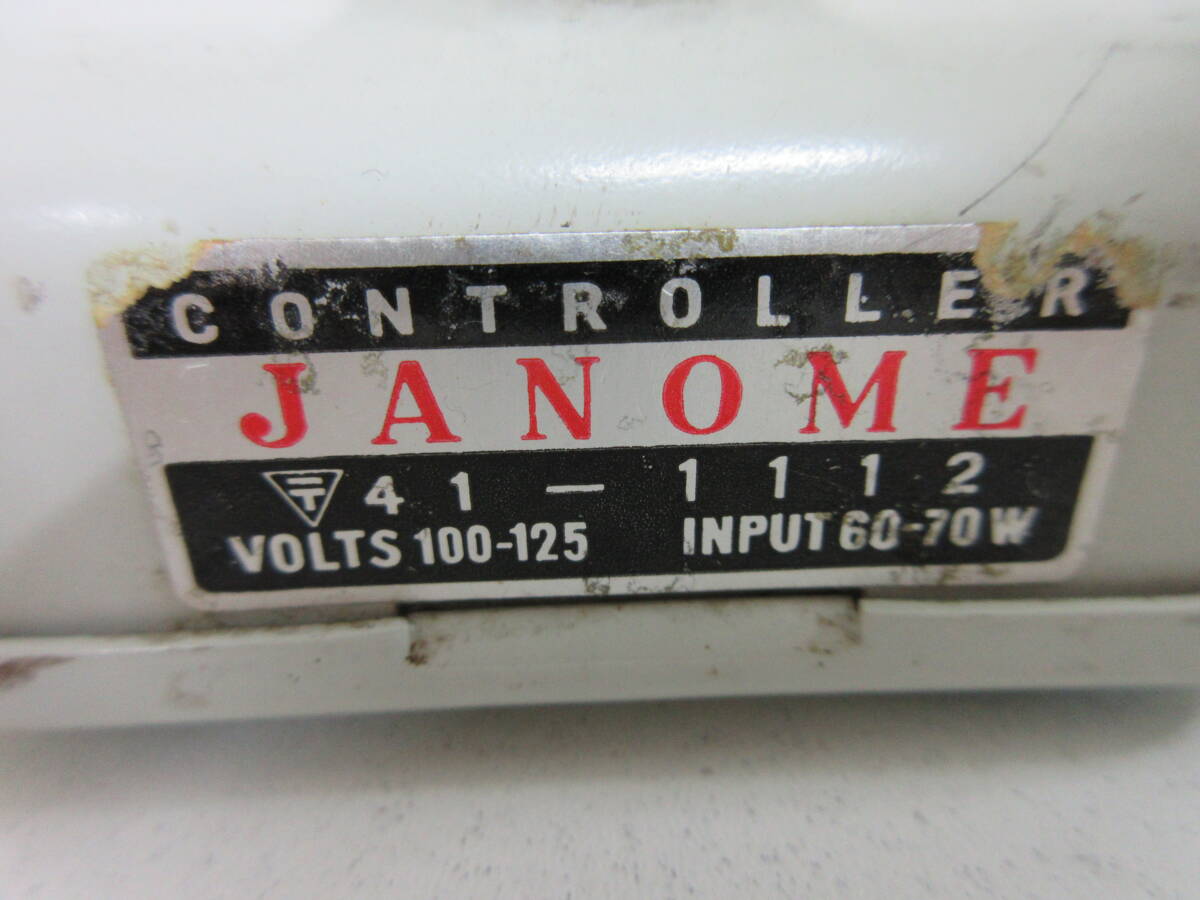 CONTROLLER
JANOME
〒 41-1112
VOLTS 100-125 INPUT 60-70W